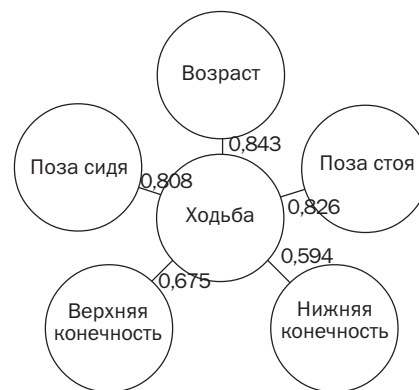 Возраст
0,843
Поза сидя
Поза стоя
0,808
Ходьба
0,826
0,594
0,675
Верхняя
конечность
Нижняя
конечность